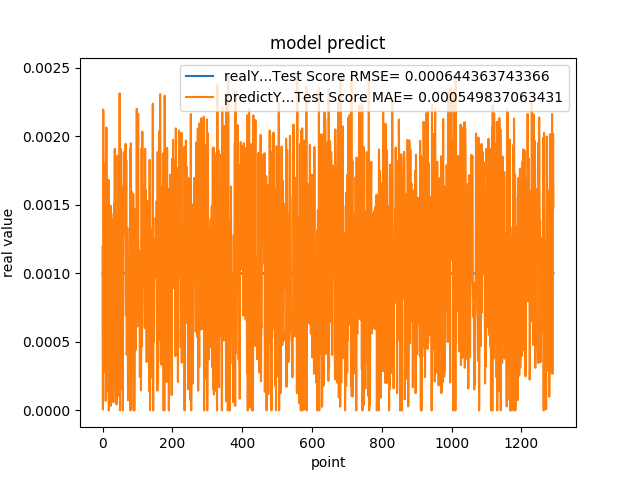 model predict
realY...Test Score RMSE= 0.000644363743366
predictY...Test Score MAE= 0.000549837063431
0.0025
0.0020
0.0015
0.0010
0.0005
0.0000
real value
0 200 400 600 800 1000 1200
point